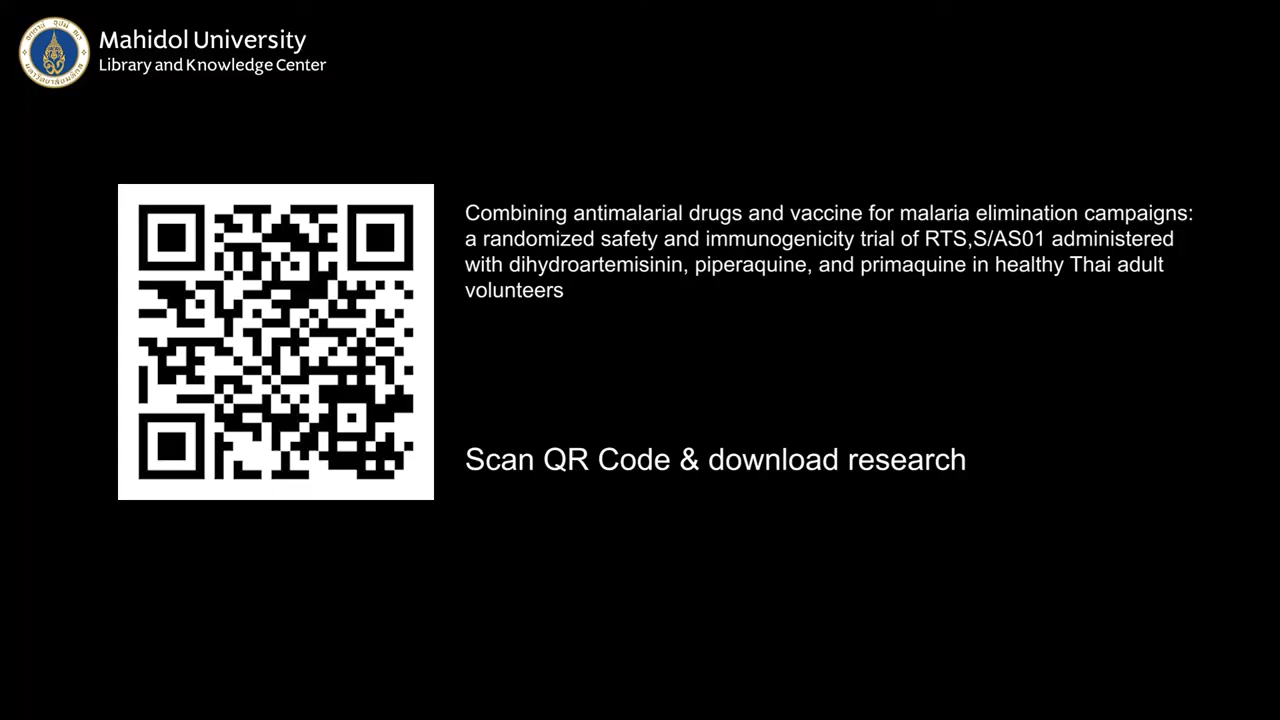 Mahidol University
Library and Knowledge Center
Combining antimalarial drugs and vaccine for malaria elimination campaigns:
a randomized safety and immunogenicity trial of RTS,S/AS01 administered
with dihydroartemisinin, piperaquine, and primaquine in healthy Thai adult
volunteers
Scan QR Code & download research